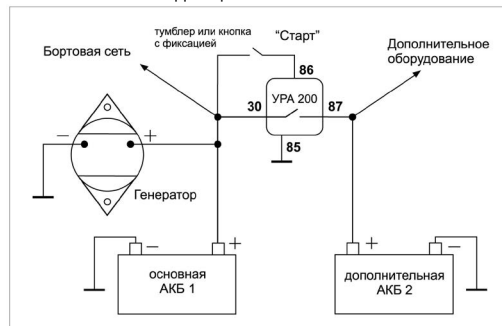 тумблер или кнопка
с фиксацией
"Старт"
Бортовая сеть
Дополнительное
оборудование
86
30
УРА 200
87
85
– +
Генератор
– +
+ –
основная
АКБ 1
дополнительная
АКБ 2